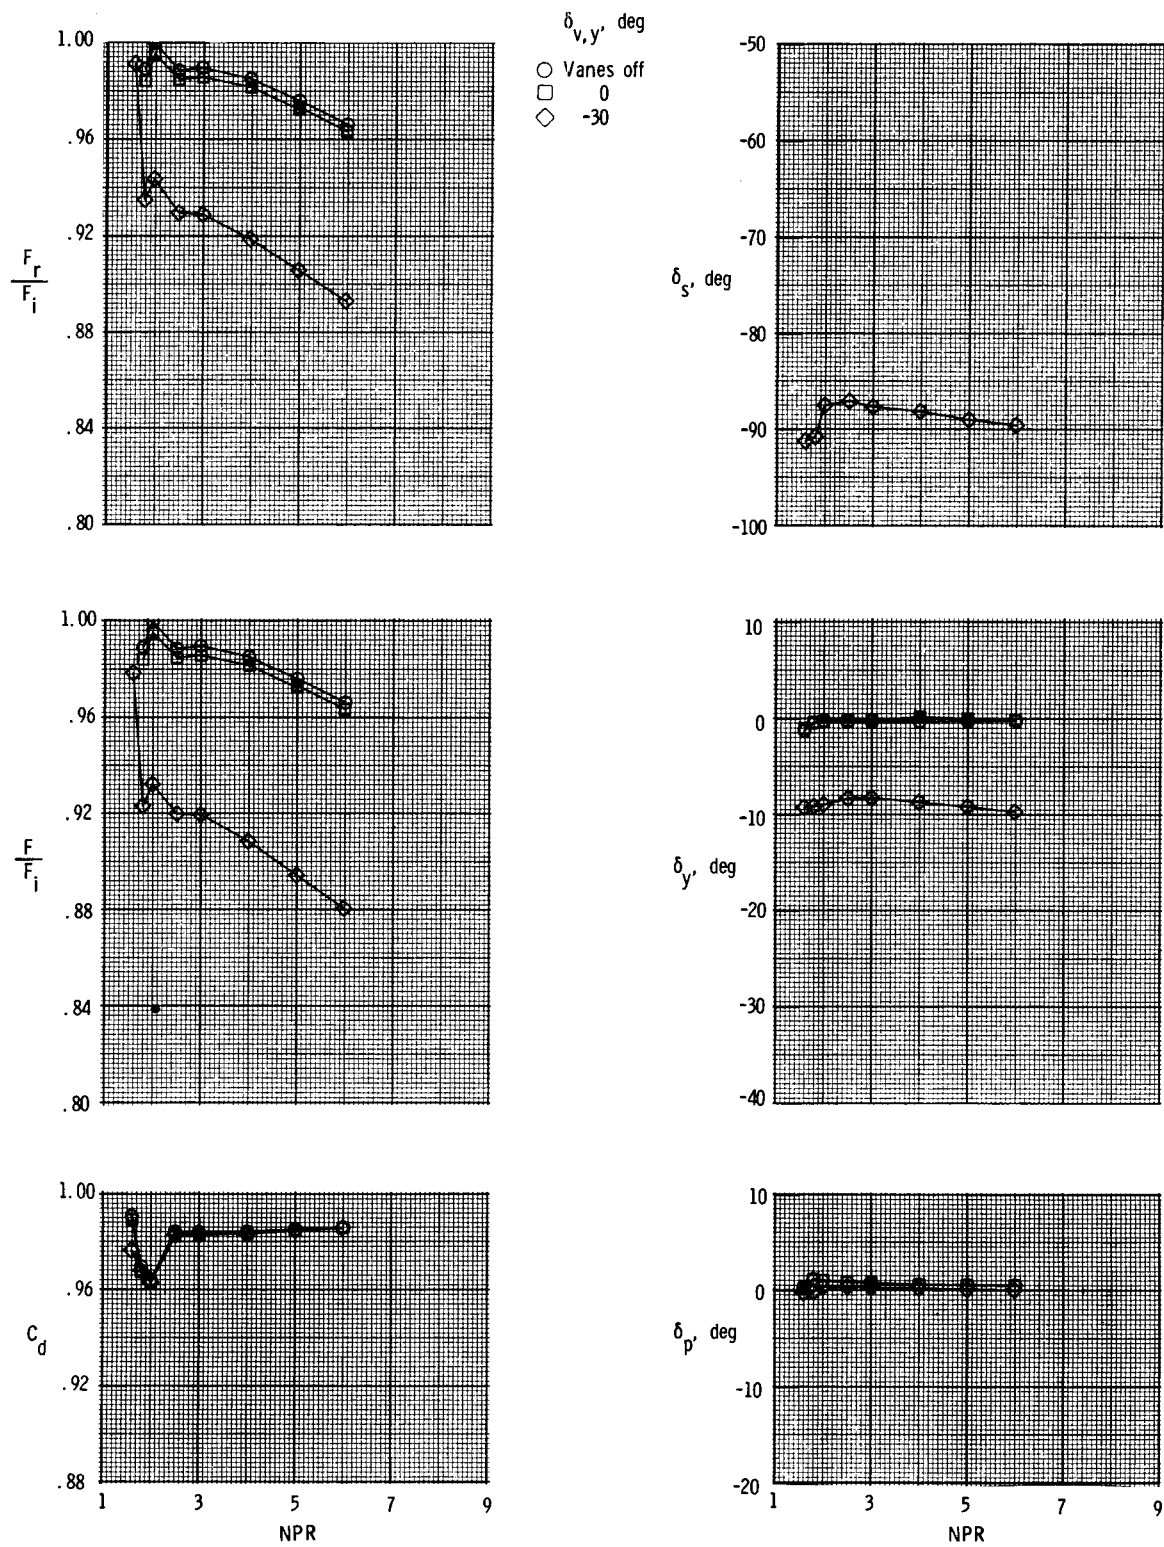 δv,y, deg
Vanes off
0
-30
1.00
.96
.92
.88
.84
.80
Fr
Fi
-50
-60
-70
-80
-90
-100
δs, deg
1.00
.96
.92
.88
.84
.80
F
Fi
10
0
-10
-20
-30
-40
δy, deg
1.00
.96
.92
.88
Cd
1 3 5 7 9
NPR
10
0
-10
-20
δp, deg
1 3 5 7 9
NPR